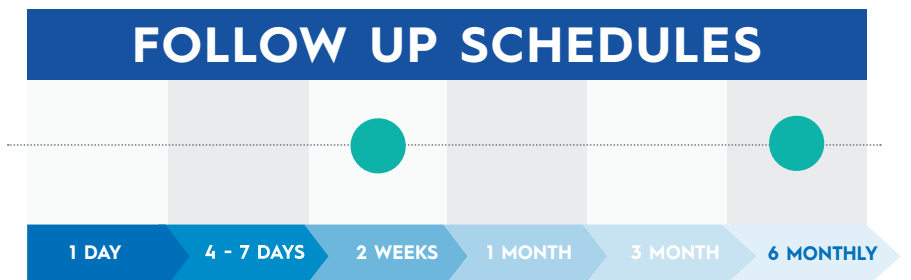 FOLLOW UP SCHEDULES
1 DAY
4 - 7 DAYS
2 WEEKS
1 MONTH
3 MONTH
6 MONTHLY